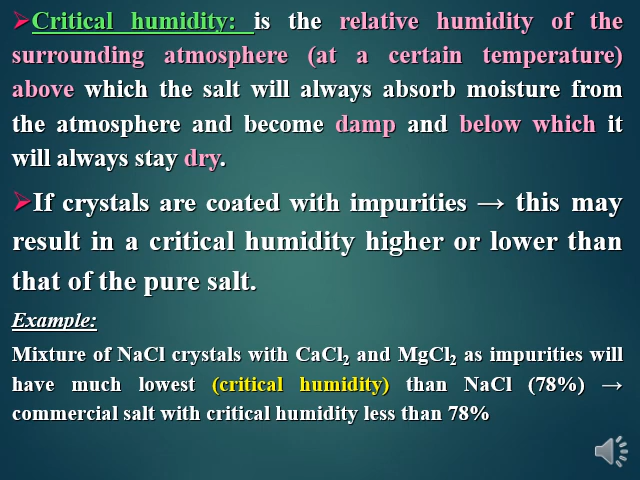 ➢Critical humidity: is the relative humidity of the
surrounding atmosphere (at a certain temperature)
above which the salt will always absorb moisture from
the atmosphere and become damp and below which it
will always stay dry.
➢If crystals are coated with impurities → this may
result in a critical humidity higher or lower than
that of the pure salt.
Example:
Mixture of NaCl crystals with CaCl₂ and MgCl₂ as impurities will
have much lowest (critical humidity) than NaCl (78%) →
commercial salt with critical humidity less than 78%